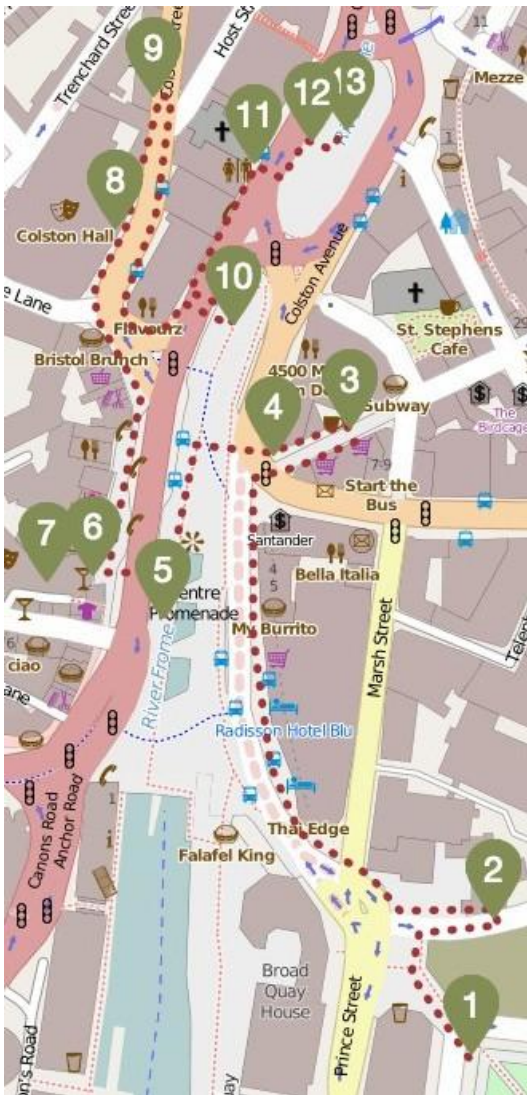 9
Trenchard Street
Host St
11
12
13
Mezze
8
11
1
Colston Hall
e Lane
10
Colston Avenue
Flavourz
St. Stephens
Cafe
Bristol Brunch
4500 M
3
Subway
4
The
Birdcage
7-9
Start the
Bus
7
6
Santander
5
Centre
Promenade
4
5
Bella Italia
My Burrito
6
ciao
River Frome
Marsh Street
Radisson Hotel Blu
Canons Road
Anchor Road
1
Thai Edge
Falafel King
2
Broad
Quay
House
1
Prince Street
n's Road